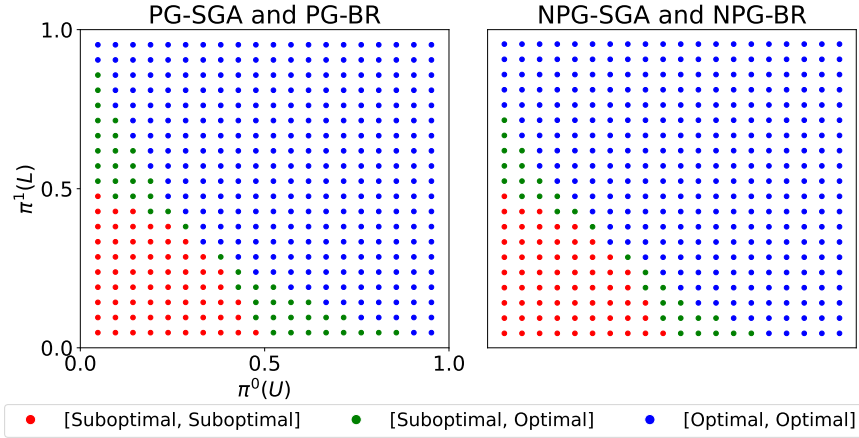 PG-SGA and PG-BR
NPG-SGA and NPG-BR
1.0
0.5
0.0
π¹(L)
0.0 0.5 1.0
π⁰(U)
[Suboptimal, Suboptimal] [Suboptimal, Optimal] [Optimal, Optimal]